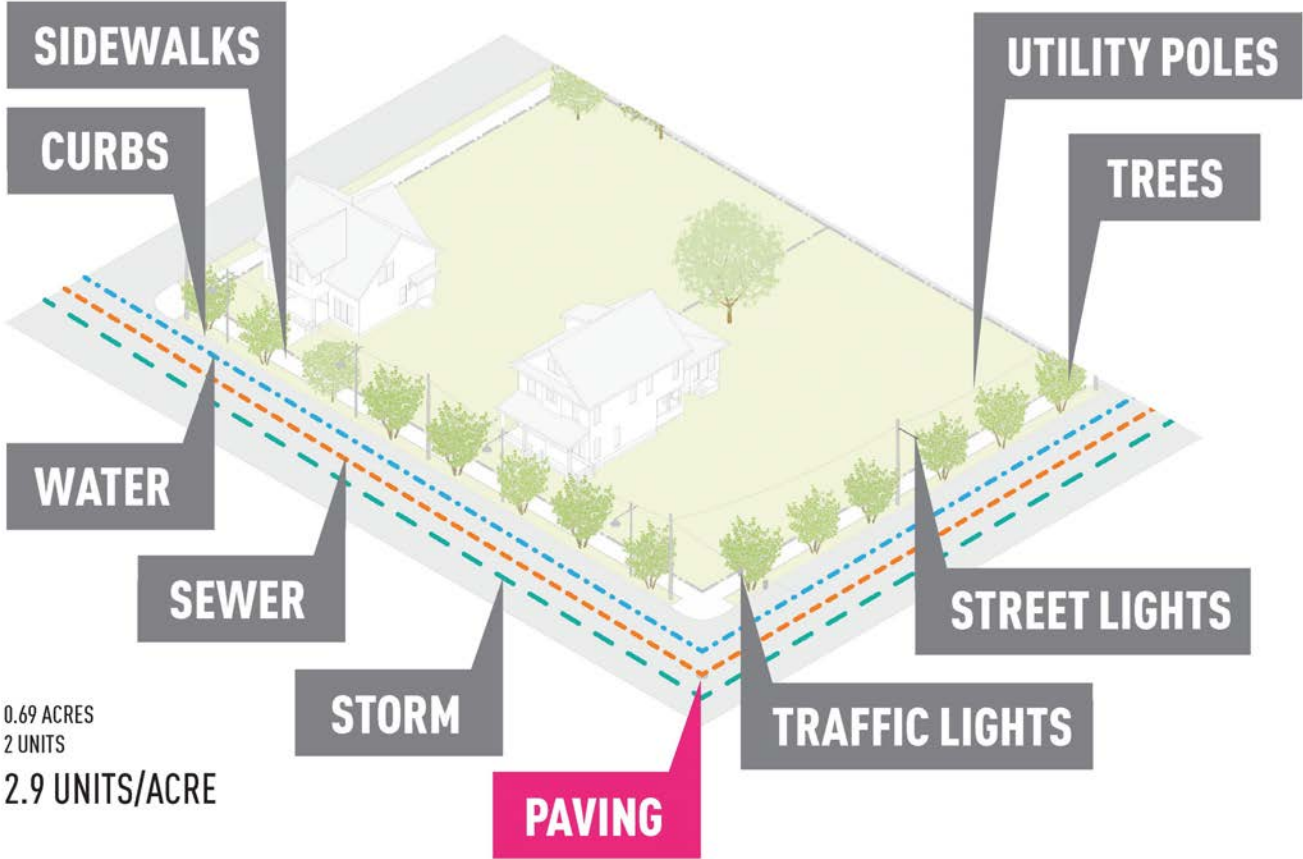 SIDEWALKS
UTILITY POLES
CURBS
TREES
WATER
SEWER
STREET LIGHTS
STORM
TRAFFIC LIGHTS
0.69 ACRES
2 UNITS
2.9 UNITS/ACRE
PAVING